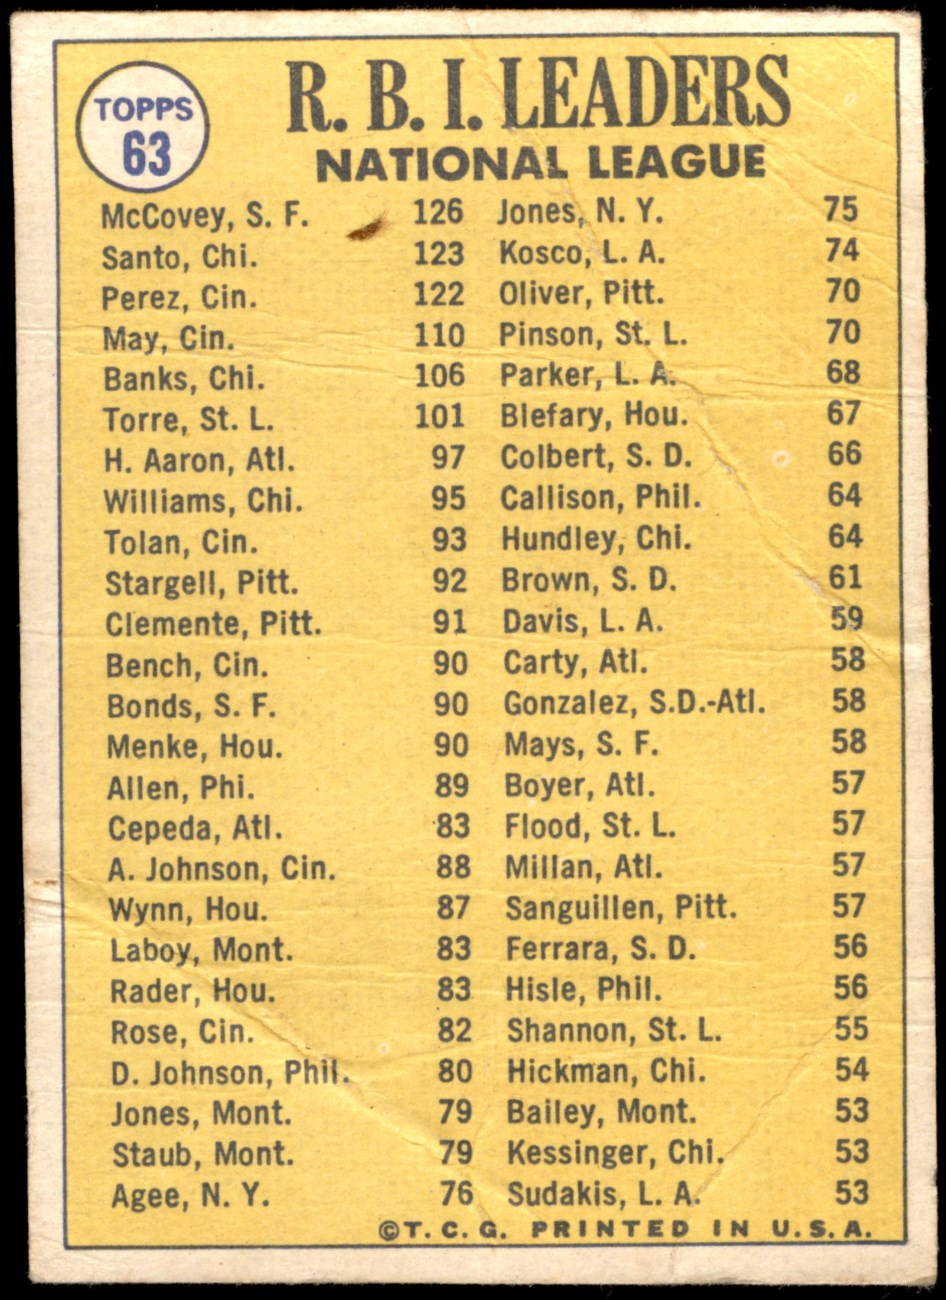 TOPPS
63
R. B. I. LEADERS
NATIONAL LEAGUE
McCovey, S. F. 126
Santo, Chi. 123
Perez, Cin. 122
May, Cin. 110
Banks, Chi. 106
Torre, St. L. 101
H. Aaron, Atl. 97
Williams, Chi. 95
Tolan, Cin. 93
Stargell, Pitt. 92
Clemente, Pitt. 91
Bench, Cin. 90
Bonds, S. F. 90
Menke, Hou. 90
Allen, Phi. 89
Cepeda, Atl. 83
A. Johnson, Cin. 88
Wynn, Hou. 87
Laboy, Mont. 83
Rader, Hou. 83
Rose, Cin. 82
D. Johnson, Phil. 80
Jones, Mont. 79
Staub, Mont. 79
Agee, N. Y. 76
Jones, N. Y. 75
Kosco, L. A. 74
Oliver, Pitt. 70
Pinson, St. L. 70
Parker, L. A. 68
Blefary, Hou. 67
Colbert, S. D. 66
Callison, Phil. 64
Hundley, Chi. 64
Brown, S. D. 61
Davis, L. A. 59
Carty, Atl. 58
Gonzalez, S.D.-Atl. 58
Mays, S. F. 58
Boyer, Atl. 57
Flood, St. L. 57
Millan, Atl. 57
Sanguillen, Pitt. 57
Ferrara, S. D. 56
Hisle, Phil. 56
Shannon, St. L. 55
Hickman, Chi. 54
Bailey, Mont. 53
Kessinger, Chi. 53
Sudakis, L. A. 53
©T. C. G. PRINTED IN U. S. A.